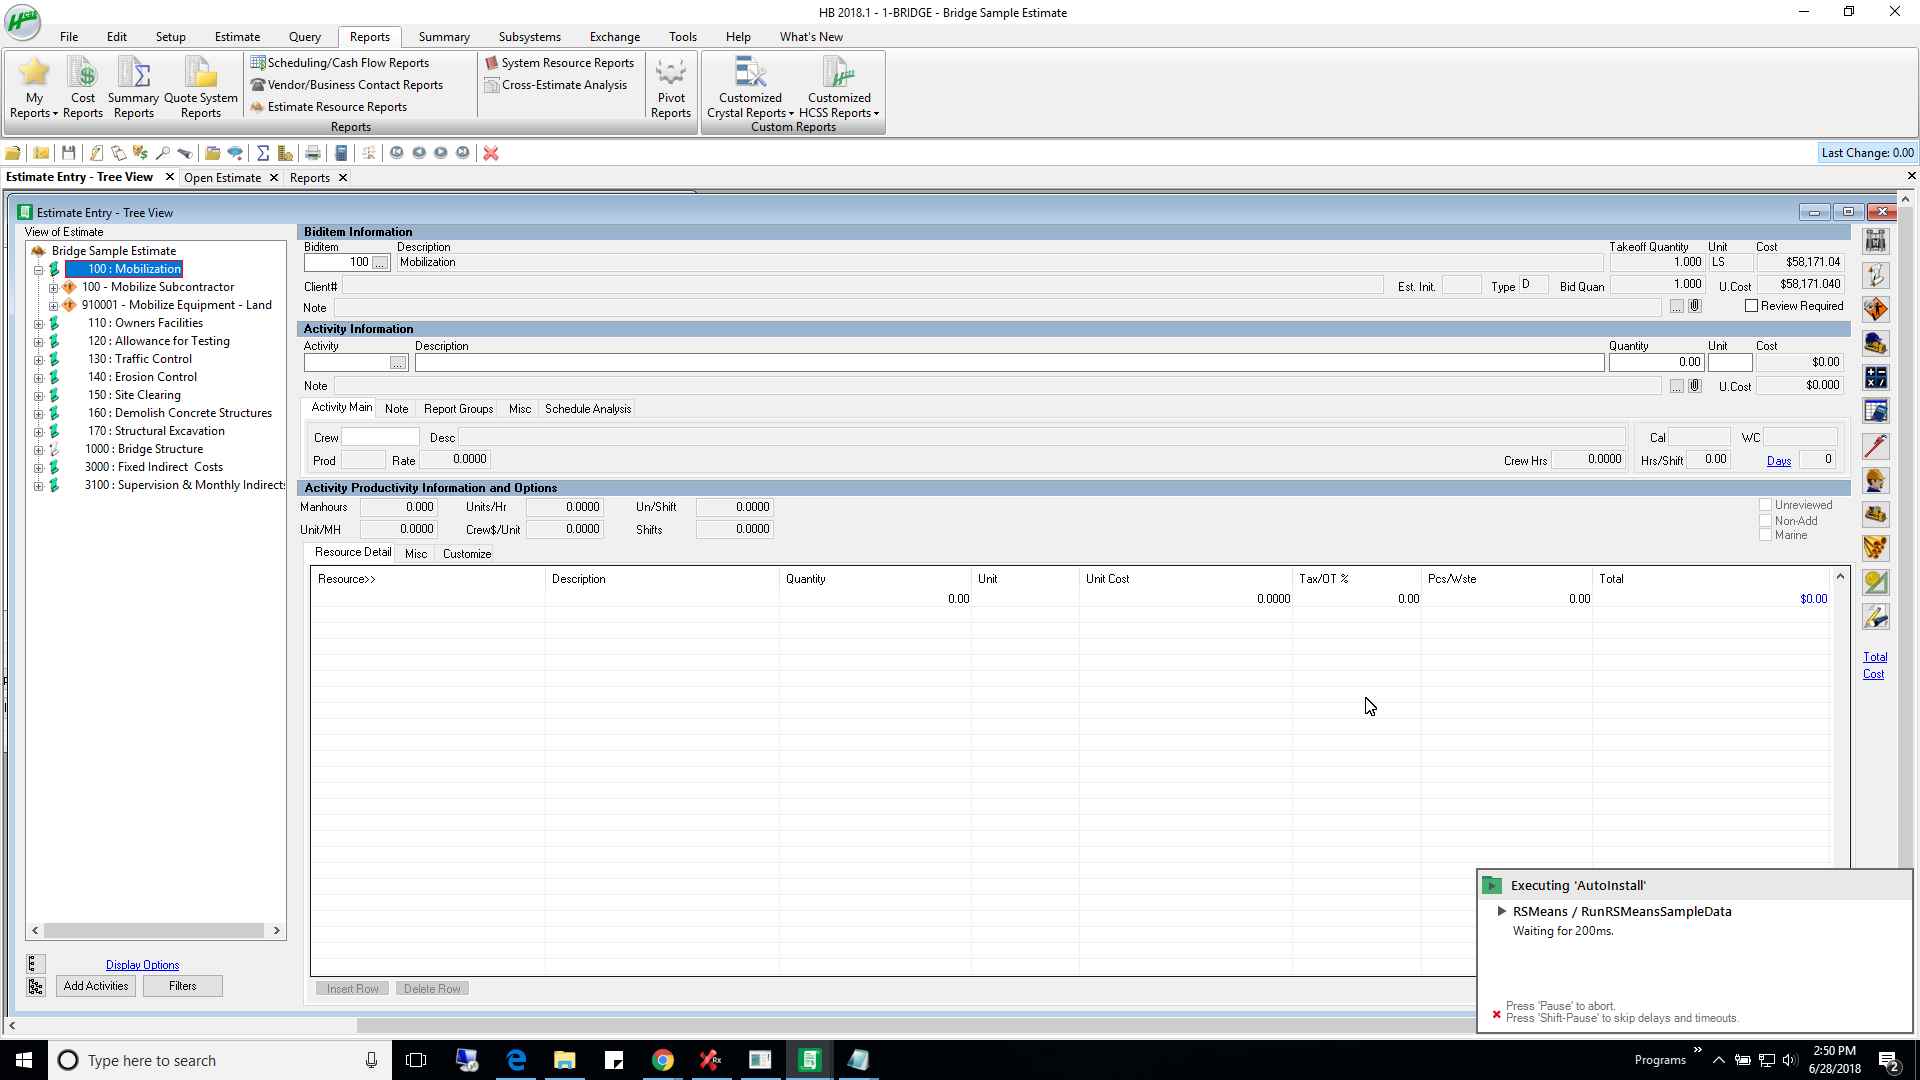 HCSS
HB 2018.1 - 1-BRIDGE - Bridge Sample Estimate
File Edit Setup Estimate Query Reports Summary Subsystems Exchange Tools Help What's New
My Reports
Cost Reports
Summary Reports
Quote System Reports
Scheduling/Cash Flow Reports
Vendor/Business Contact Reports
Estimate Resource Reports
System Resource Reports
Cross-Estimate Analysis
Pivot Reports
Customized Crystal Reports
Customized HCSS Reports
Reports
Custom Reports
Last Change: 0.00
Estimate Entry - Tree View Open Estimate Reports
Estimate Entry - Tree View
View of Estimate
Bridge Sample Estimate
100 : Mobilization
100 - Mobilize Subcontractor
910001 - Mobilize Equipment - Land
110 : Owners Facilities
120 : Allowance for Testing
130 : Traffic Control
140 : Erosion Control
150 : Site Clearing
160 : Demolish Concrete Structures
170 : Structural Excavation
1000 : Bridge Structure
3000 : Fixed Indirect Costs
3100 : Supervision & Monthly Indirect
Display Options
Add Activities Filters
Biditem Information
Biditem Description Takeoff Quantity Unit Cost
100 ... Mobilization 1.000 LS $58,171.04
Client# Est. Init. Type D Bid Quan 1.000 U.Cost $58,171.040
Note ... Review Required
Activity Information
Activity Description Quantity Unit Cost
... 0.00 $0.00
Note ... U.Cost $0.000
Activity Main Note Report Groups Misc Schedule Analysis
Crew Desc Cal WC
Prod Rate 0.0000 Crew Hrs 0.0000 Hrs/Shift 0.00 Days 0
Activity Productivity Information and Options
Manhours 0.000 Units/Hr 0.0000 Un/Shift 0.0000 Unreviewed
Non-Add
Unit/MH 0.0000 Crew$/Unit 0.0000 Shifts 0.0000 Marine
Resource Detail Misc Customize
Resource>> Description Quantity Unit Unit Cost Tax/OT % Pcs/Wste Total
0.00 0.0000 0.00 0.00 $0.00
Insert Row Delete Row
Total
Cost
Executing 'AutoInstall'
RSMeans / RunRSMeansSampleData
Waiting for 200ms.
Press 'Pause' to abort.
Press 'Shift-Pause' to skip delays and timeouts.
Type here to search
Programs
2:50 PM
6/28/2018
2